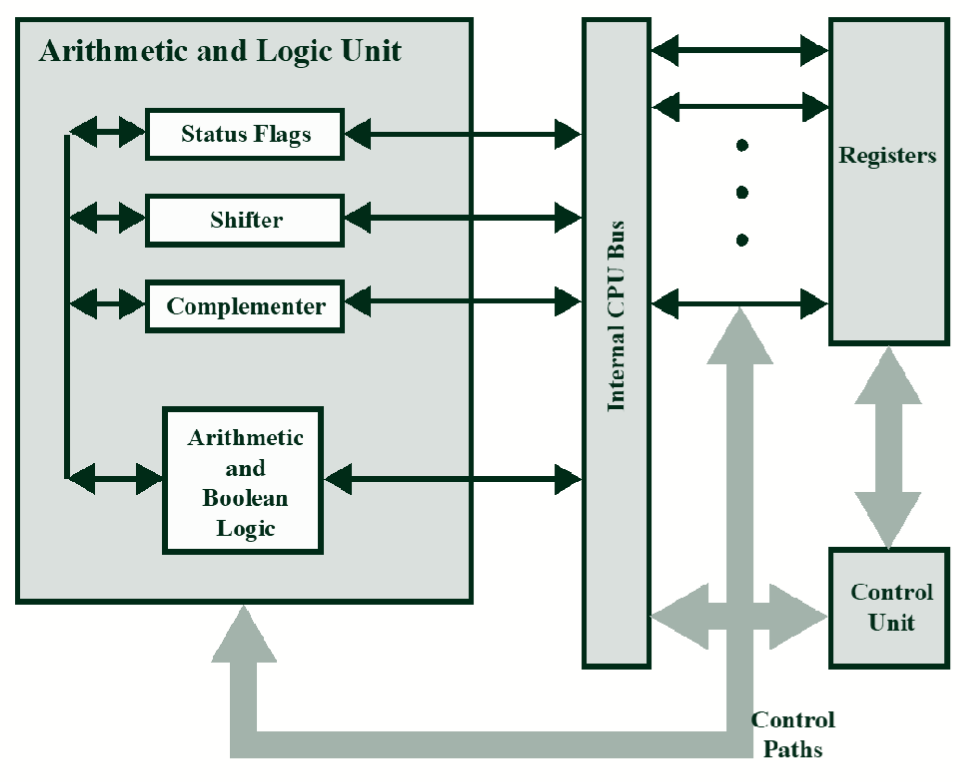 Arithmetic and Logic Unit
Status Flags
Shifter
Complementer
Arithmetic
and
Boolean
Logic
Internal CPU Bus
Registers
Control
Unit
Control
Paths